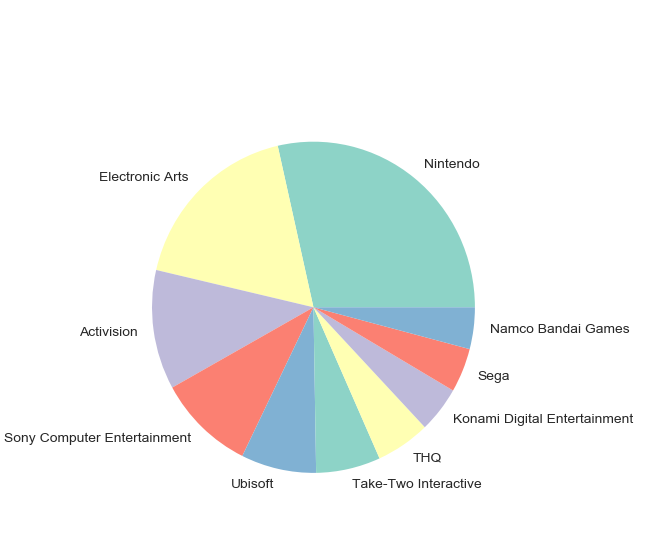 Nintendo
Electronic Arts
Activision
Sony Computer Entertainment
Ubisoft
Take-Two Interactive
THQ
Konami Digital Entertainment
Sega
Namco Bandai Games